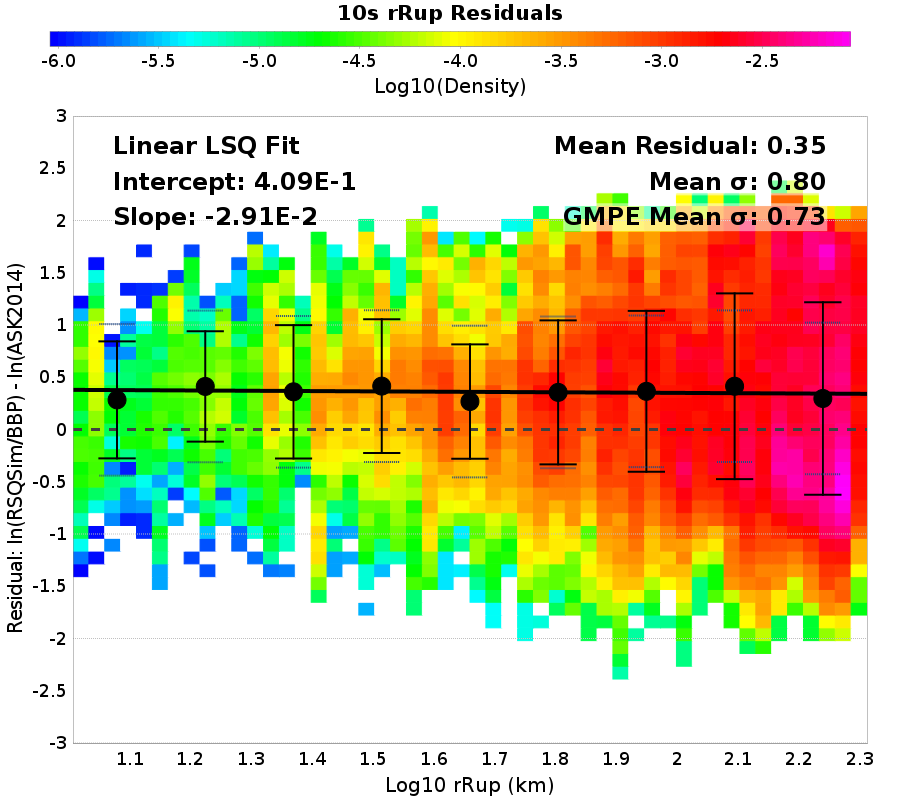 10s rRup Residuals
-6.0 -5.5 -5.0 -4.5 -4.0 -3.5 -3.0 -2.5
Log10(Density)
Linear LSQ Fit
Intercept: 4.09E-1
Slope: -2.91E-2
Mean Residual: 0.35
Mean σ: 0.80
GMPE Mean σ: 0.73
Residual: ln(RSQSim/BBP) - ln(ASK2014)
3
2.5
2
1.5
1
0.5
0
-0.5
-1
-1.5
-2
-2.5
-3
1.1 1.2 1.3 1.4 1.5 1.6 1.7 1.8 1.9 2 2.1 2.2 2.3
Log10 rRup (km)